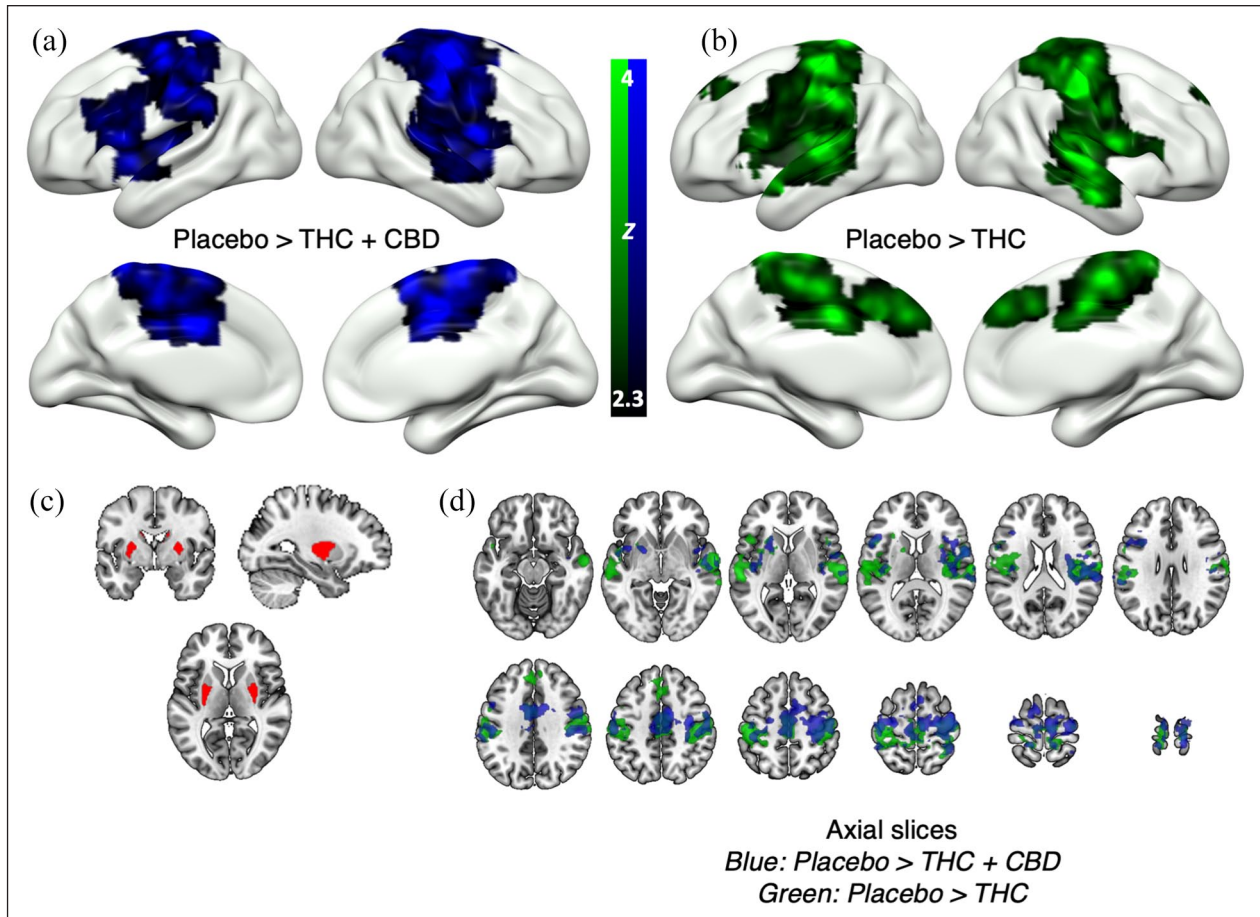 (a)
(b)
4
Z
2.3
Placebo > THC + CBD
Placebo > THC
(c)
(d)
Axial slices
Blue: Placebo > THC + CBD
Green: Placebo > THC